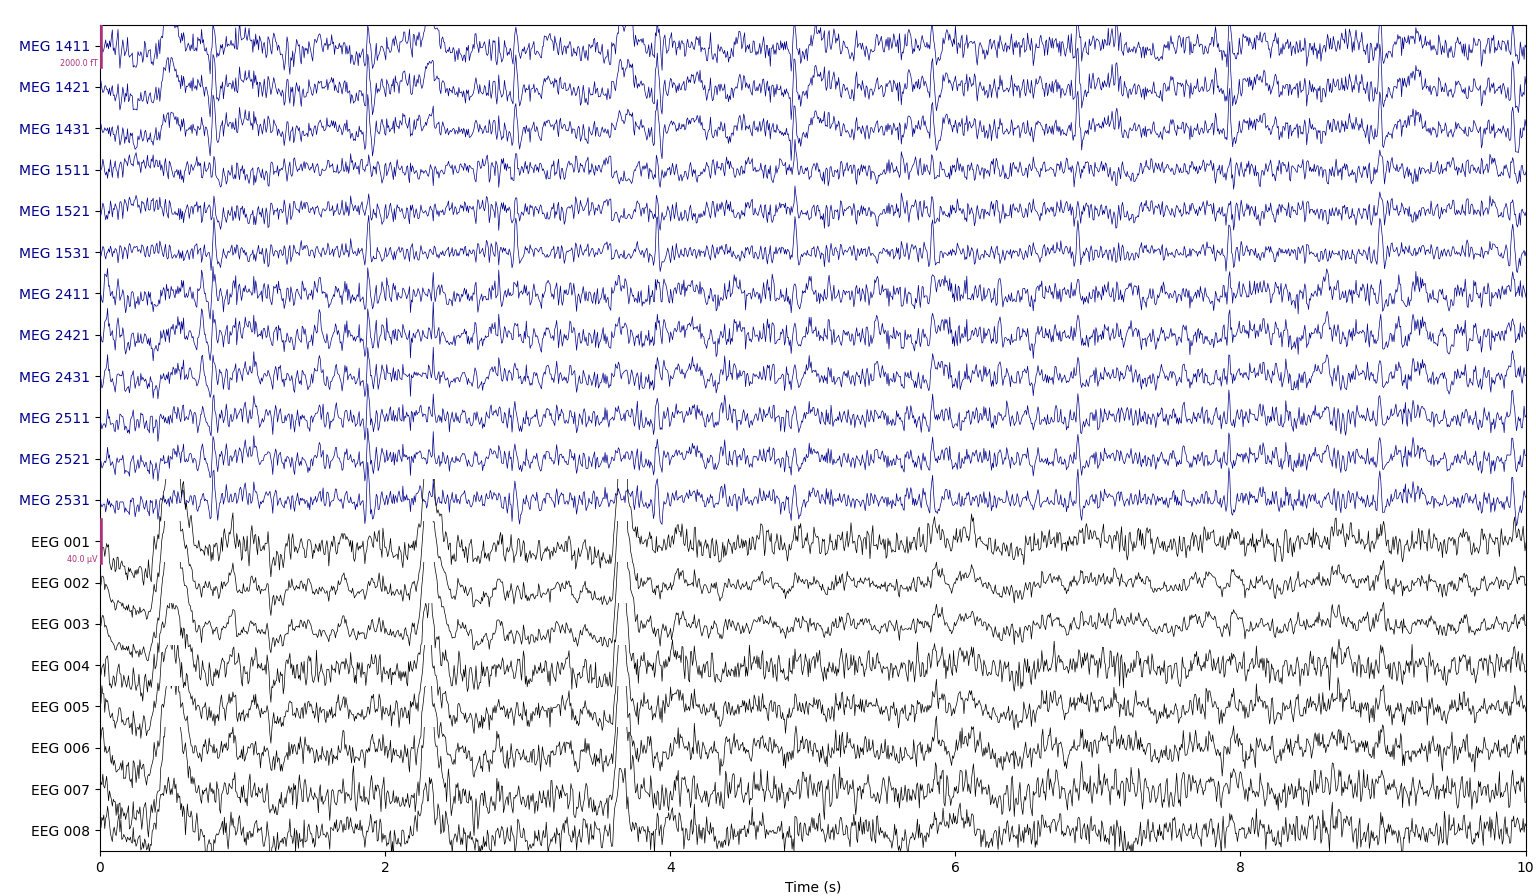 MEG 1411
2000.0 fT
MEG 1421
MEG 1431
MEG 1511
MEG 1521
MEG 1531
MEG 2411
MEG 2421
MEG 2431
MEG 2511
MEG 2521
MEG 2531
EEG 001
40.0 µV
EEG 002
EEG 003
EEG 004
EEG 005
EEG 006
EEG 007
EEG 008
0 2 4 6 8 10
Time (s)